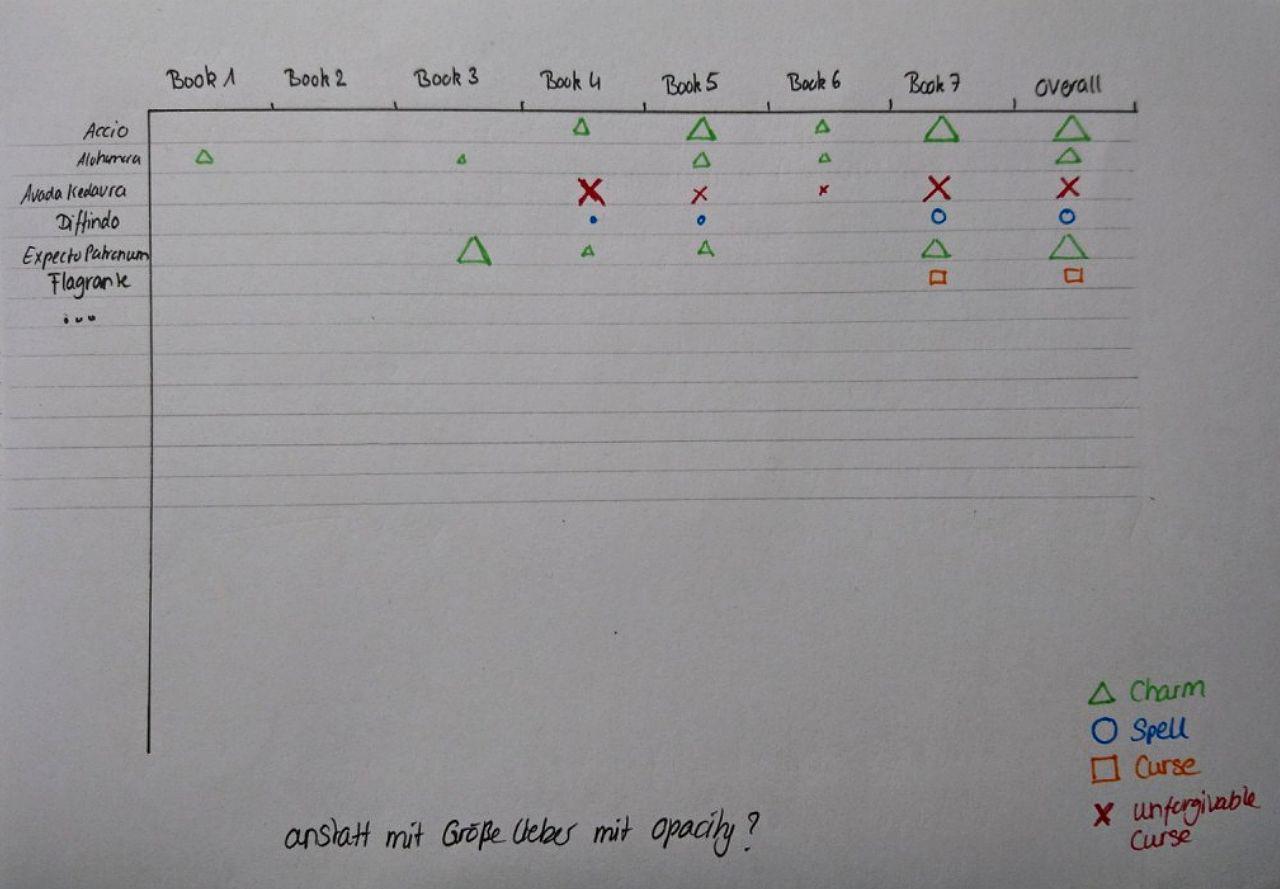 Book 1 Book 2 Book 3 Book 4 Book 5 Book 6 Book 7 overall
Accio
Alohomora
Avada Kedavra
Diffindo
Expecto Patronum
Flagrante
...
Charm
Spell
Curse
unforgivable
Curse
anstatt mit Größe lieber mit opacity?